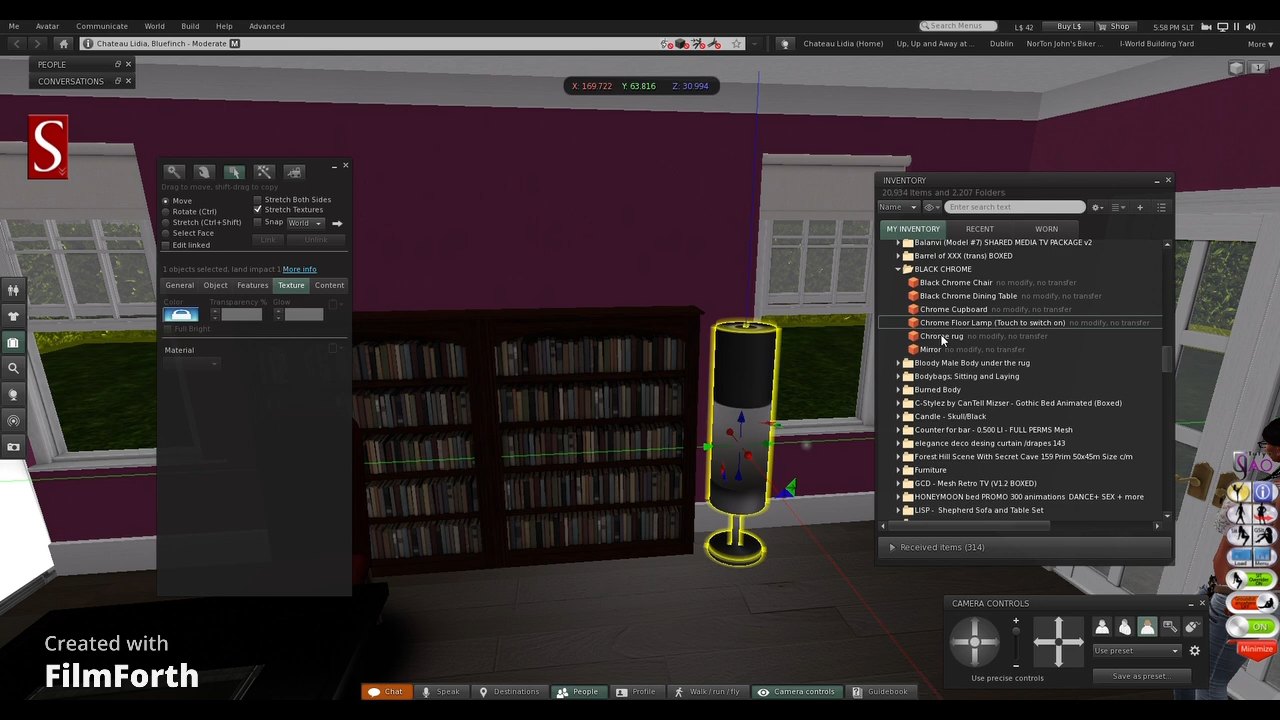 Me Avatar Communicate World Build Help Advanced
Search Menus L$ 42 Buy L$ Shop 5:58 PM SLT
Chateau Lidia, Bluefinch - Moderate M
Chateau Lidia (Home) Up, Up and Away at ... Dublin NorTon John's Biker ... I-World Building Yard More ▼
PEOPLE
CONVERSATIONS
X: 169.722 Y: 63.816 Z: 30.994
1
S
Drag to move, shift-drag to copy
Move
Rotate (Ctrl)
Stretch (Ctrl+Shift)
Select Face
Edit linked
Stretch Both Sides
Stretch Textures
Snap World
Link Unlink
1 objects selected, land impact 1 More info
General Object Features Texture Content
Color Transparency % Glow
Full Bright
Material
INVENTORY
20,934 Items and 2,207 Folders
Name Enter search text
MY INVENTORY RECENT WORN
Balanvi (Model #7) SHARED MEDIA TV PACKAGE v2
Barrel of XXX (trans) BOXED
BLACK CHROME
Black Chrome Chair no modify, no transfer
Black Chrome Dining Table no modify, no transfer
Chrome Cupboard no modify, no transfer
Chrome Floor Lamp (Touch to switch on) no modify, no transfer
Chrome rug no modify, no transfer
Mirror no modify, no transfer
Bloody Male Body under the rug
Bodybags; Sitting and Laying
Burned Body
C-Stylez by CanTell Mizser - Gothic Bed Animated (Boxed)
Candle - Skull/Black
Counter for bar - 0,500 LI - FULL PERMS Mesh
elegance deco desing curtain /drapes 143
Forest Hill Scene With Secret Cave 159 Prim 50x45m Size c/m
Furniture
GCD - Mesh Retro TV (V1.2 BOXED)
HONEYMOON bed PROMO 300 animations DANCE+ SEX + more
LISP - Shepherd Sofa and Table Set
Received items (314)
AO
Load Menu
ON
Minimize
CAMERA CONTROLS
Use preset
Use precise controls
Save as preset...
Created with
FilmForth
Chat Speak Destinations People Profile Walk / run / fly Camera controls Guidebook